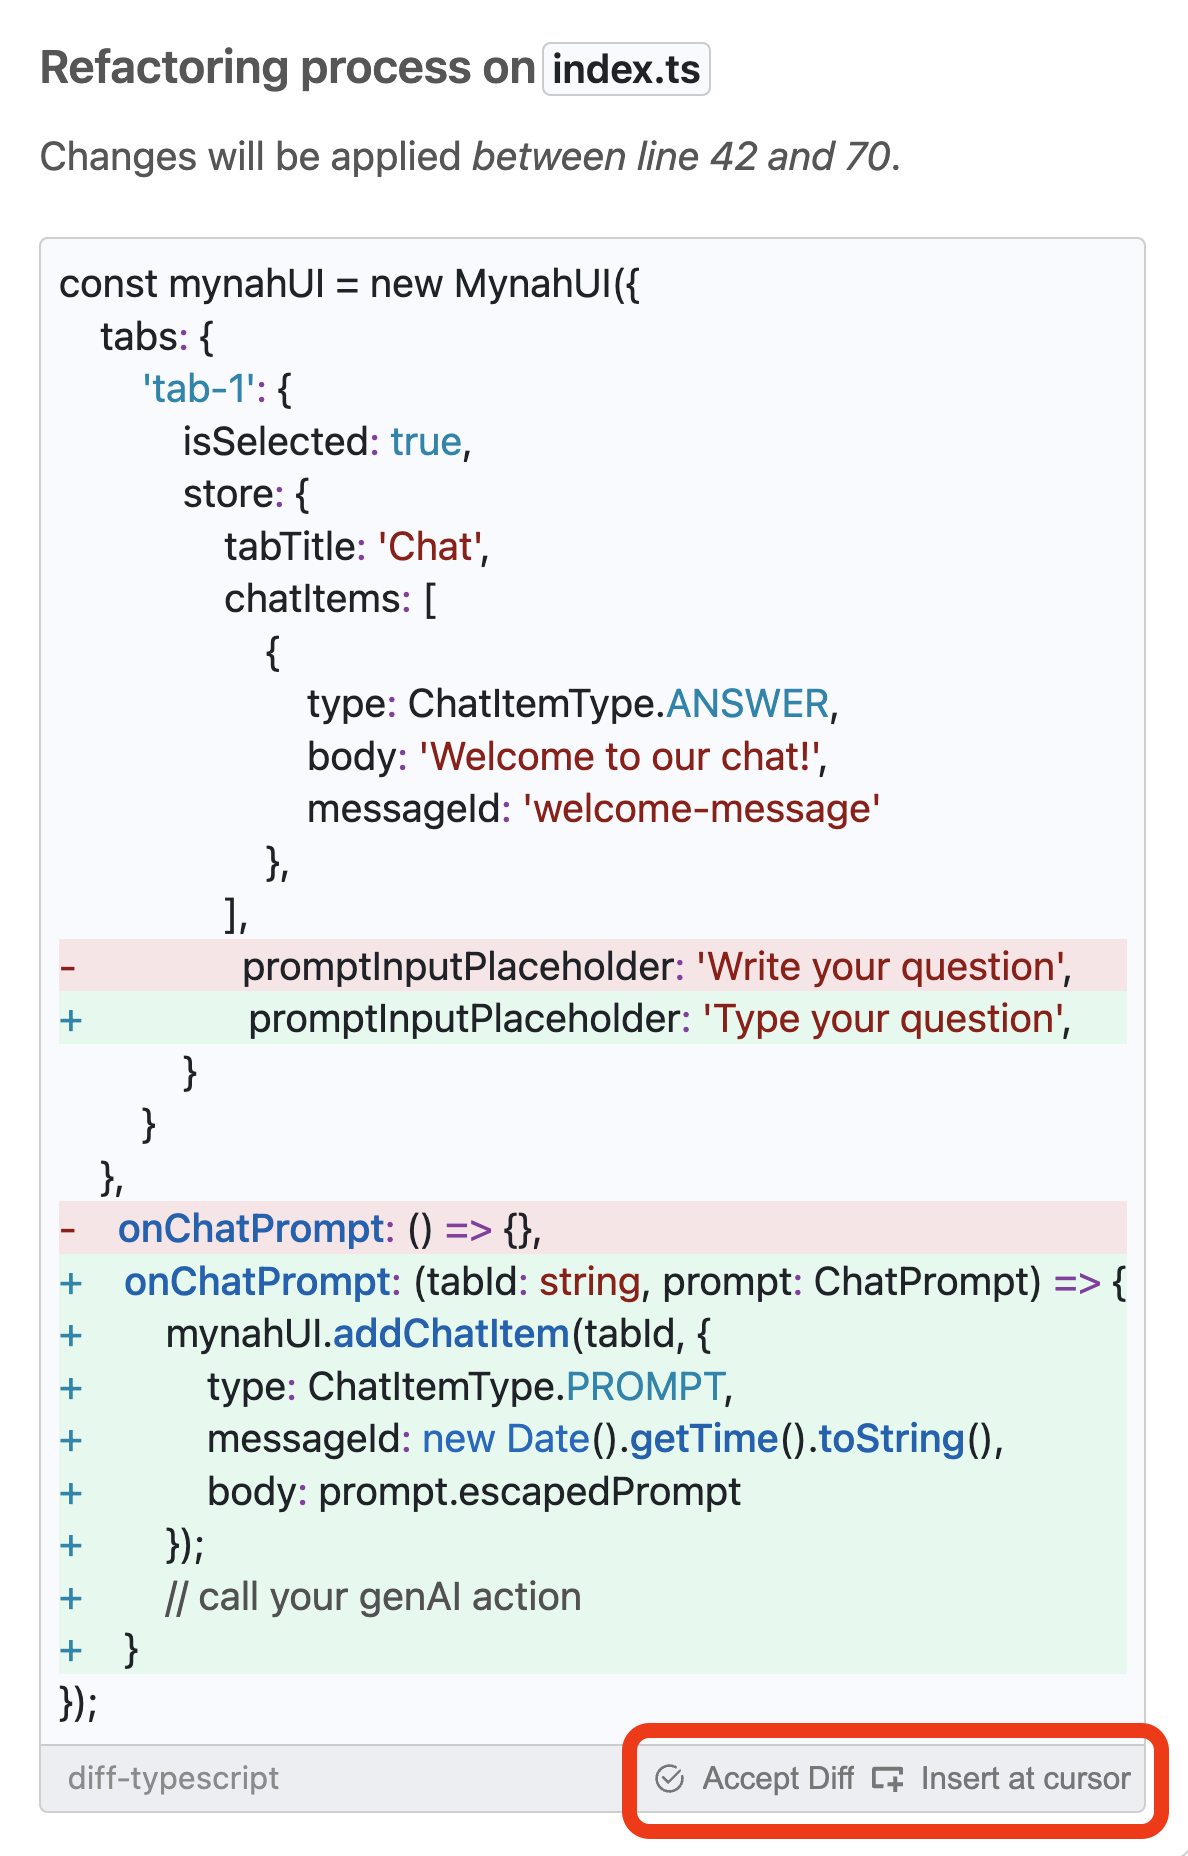 Refactoring process on index.ts
Changes will be applied between line 42 and 70.
const mynahUI = new MynahUI({
    tabs: {
        'tab-1': {
            isSelected: true,
            store: {
                tabTitle: 'Chat',
                chatItems: [
                    {
                        type: ChatItemType.ANSWER,
                        body: 'Welcome to our chat!',
                        messageId: 'welcome-message'
                    },
                ],
-                promptInputPlaceholder: 'Write your question',
+                promptInputPlaceholder: 'Type your question',
            }
        }
    },
-    onChatPrompt: () => {},
+    onChatPrompt: (tabId: string, prompt: ChatPrompt) => {
+        mynahUI.addChatItem(tabId, {
+            type: ChatItemType.PROMPT,
+            messageId: new Date().getTime().toString(),
+            body: prompt.escapedPrompt
+        });
+        // call your genAI action
+    }
});
diff-typescript Accept Diff Insert at cursor